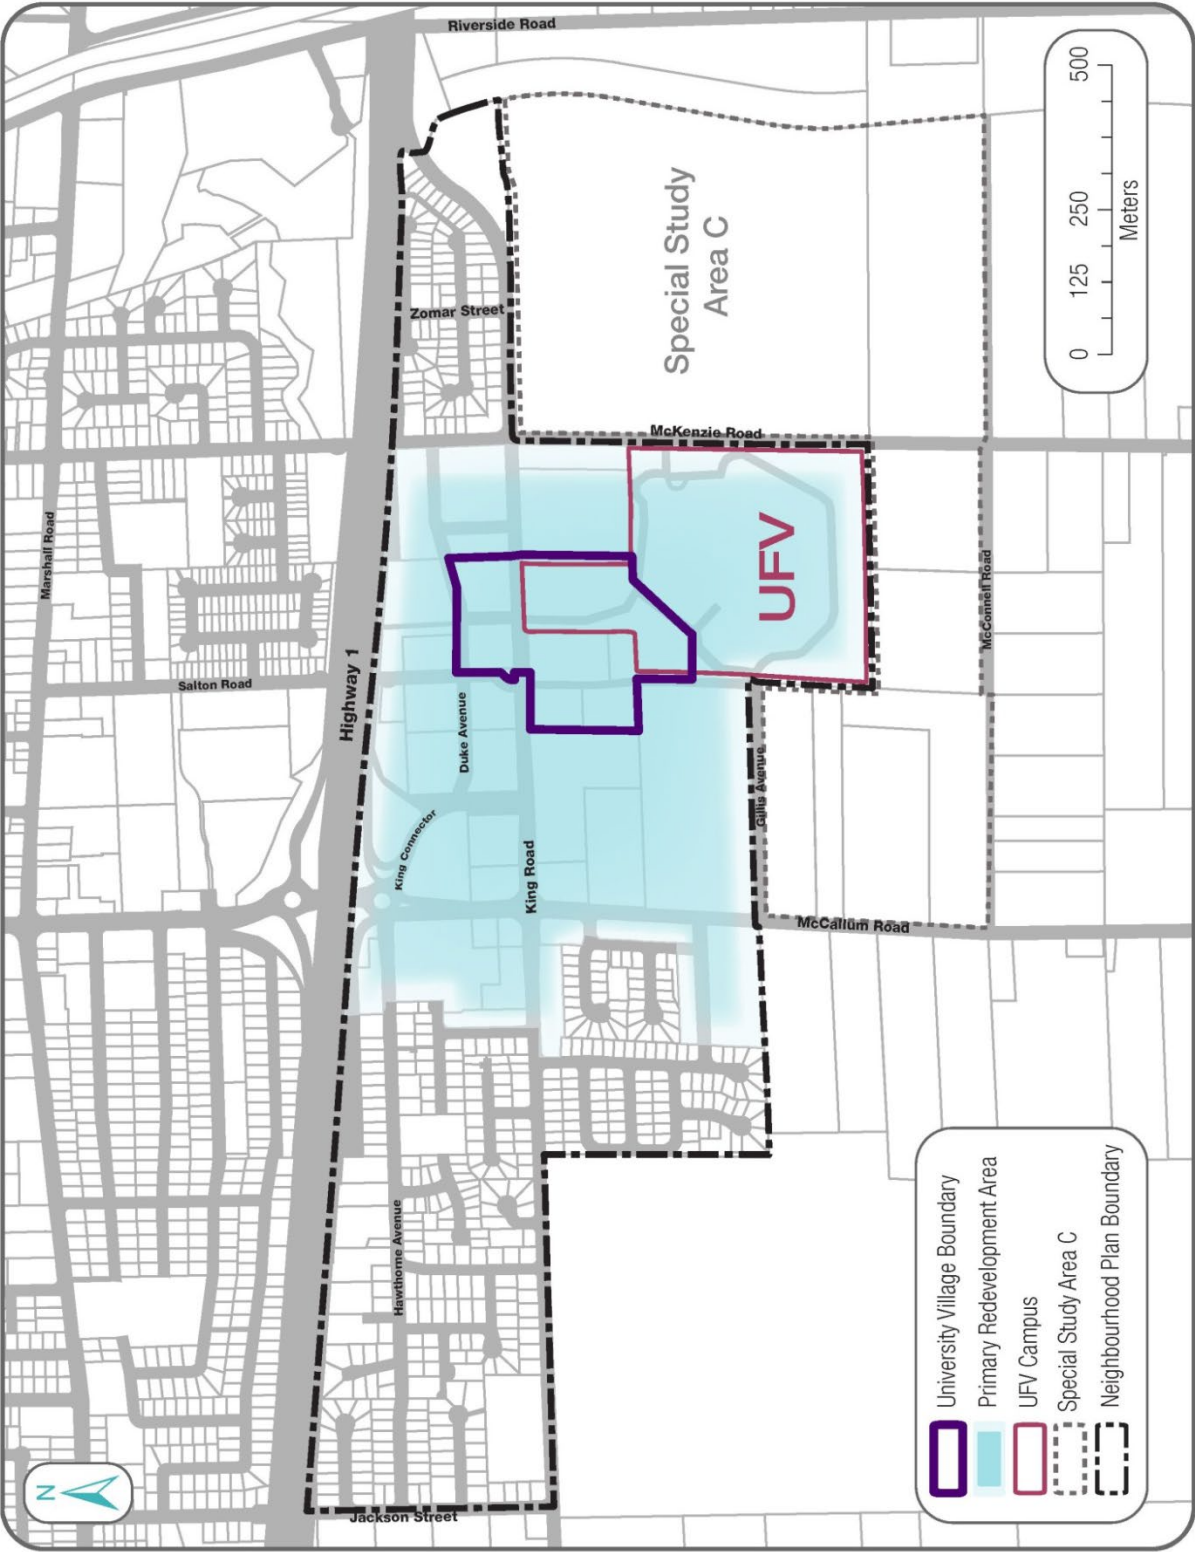 Riverside Road
Marshall Road
Zomar Street
Special Study
Area C
McKenzie Road
Salton Road
Highway 1
Duke Avenue
King Connector
King Road
UFV
McConnell Road
Gillis Avenue
McCallum Road
Hawthorne Avenue
Jackson Street
N
0 125 250 500
Meters
University Village Boundary
Primary Redevelopment Area
UFV Campus
Special Study Area C
Neighbourhood Plan Boundary